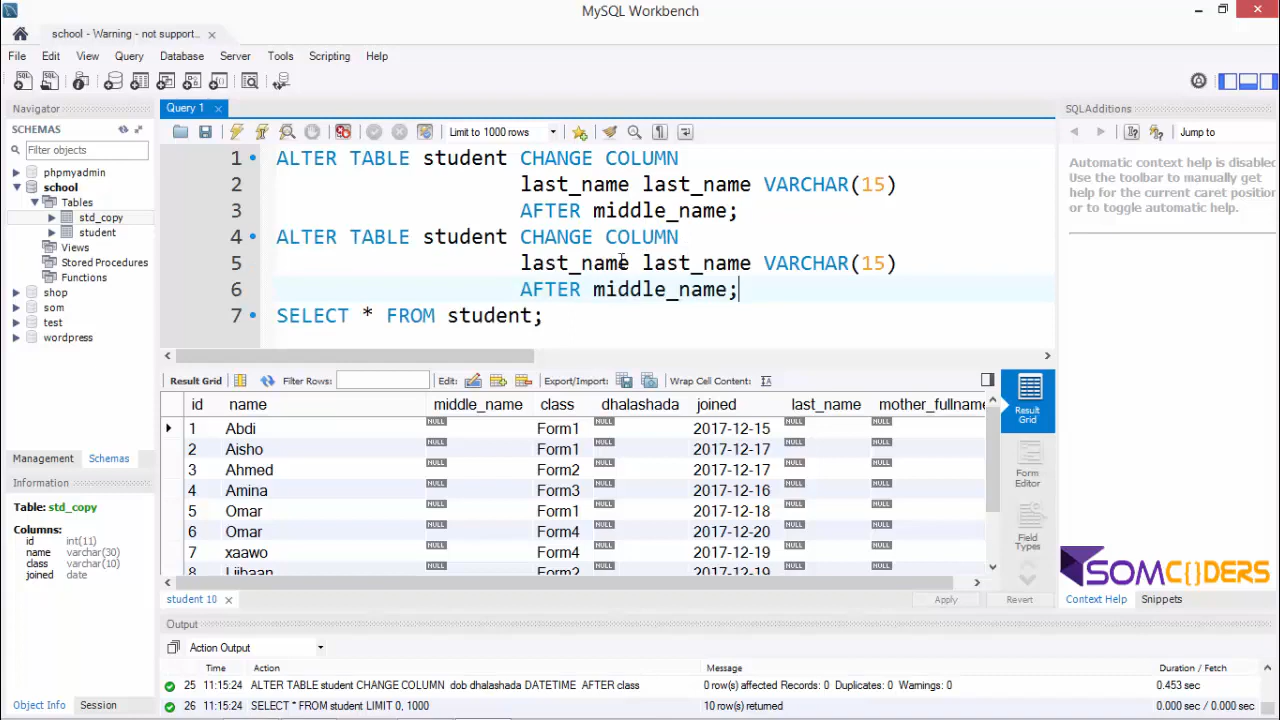 MySQL Workbench
school - Warning - not support... ×
File Edit View Query Database Server Tools Scripting Help
Navigator
SCHEMAS
Filter objects
phpmyadmin
school
Tables
std_copy
student
Views
Stored Procedures
Functions
shop
som
test
wordpress
Management Schemas
Information
Table: std_copy
Columns:
id int(11)
name varchar(30)
class varchar(10)
joined date
Object Info Session
Query 1 ×
Limit to 1000 rows
1 ALTER TABLE student CHANGE COLUMN
2 last_name last_name VARCHAR(15)
3 AFTER middle_name;
4 ALTER TABLE student CHANGE COLUMN
5 last_name last_name VARCHAR(15)
6 AFTER middle_name;
7 SELECT * FROM student;
Result Grid Filter Rows: Edit: Export/Import: Wrap Cell Content:
id name middle_name class dhalashada joined last_name mother_fullname
1 Abdi NULL Form1 NULL 2017-12-15 NULL NULL
2 Aisho NULL Form1 NULL 2017-12-17 NULL NULL
3 Ahmed NULL Form2 NULL 2017-12-17 NULL NULL
4 Amina NULL Form3 NULL 2017-12-16 NULL NULL
5 Omar NULL Form1 NULL 2017-12-18 NULL NULL
6 Omar NULL Form4 NULL 2017-12-20 NULL NULL
7 xaawo NULL Form4 NULL 2017-12-19 NULL NULL
8 Liibaan NULL Form2 NULL 2017-12-19 NULL NULL
Result Grid
Form Editor
Field Types
student 10 × Apply Revert
SQLAdditions
Jump to
Automatic context help is disabled
Use the toolbar to manually get
help for the current caret position
or to toggle automatic help.
SOMC{}DERS
Context Help Snippets
Output
Action Output
Time Action Message Duration / Fetch
25 11:15:24 ALTER TABLE student CHANGE COLUMN dob dhalashada DATETIME AFTER class 0 row(s) affected Records: 0 Duplicates: 0 Warnings: 0 0.453 sec
26 11:15:24 SELECT * FROM student LIMIT 0, 1000 10 row(s) returned 0.000 sec / 0.000 sec